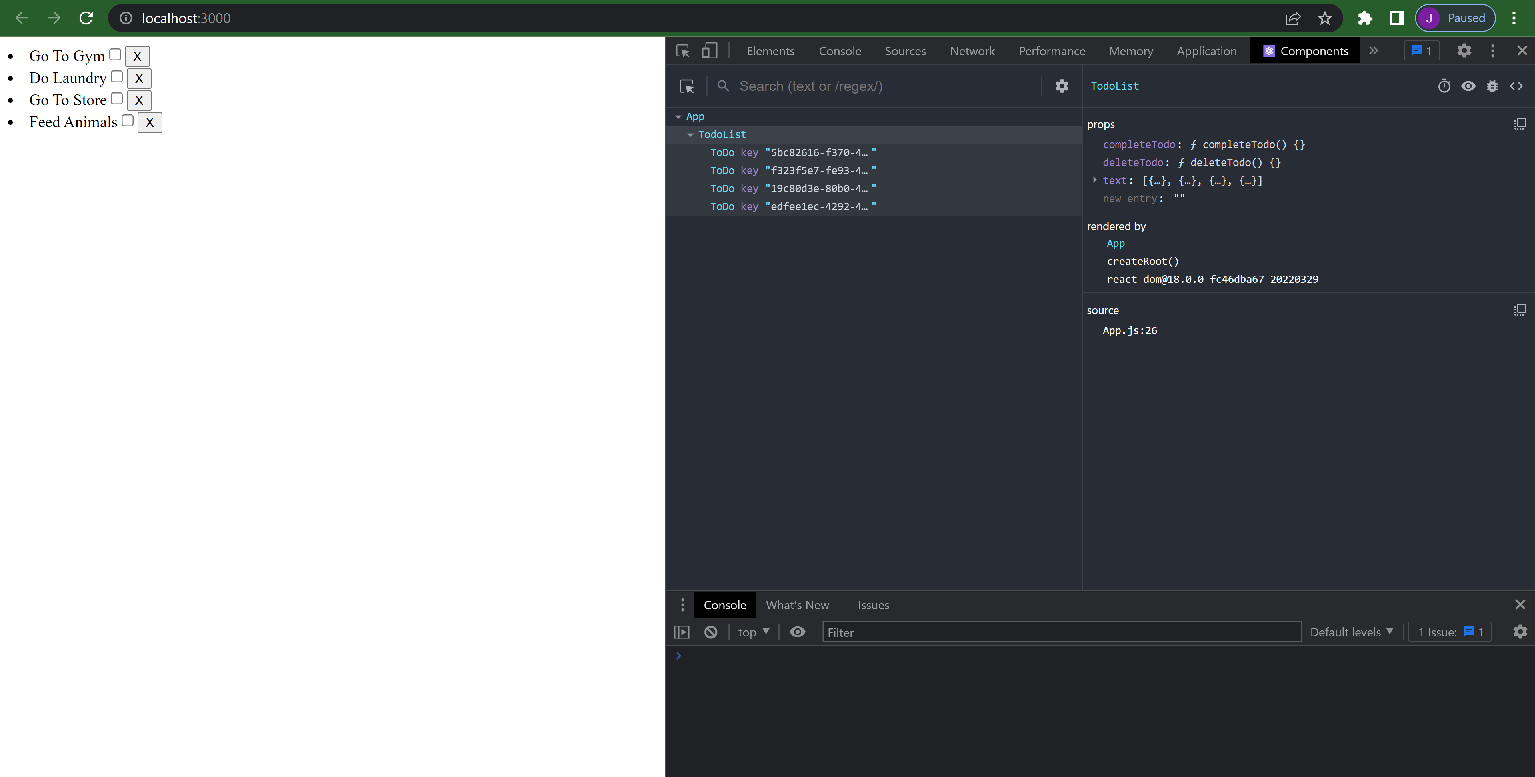 localhost:3000
J Paused
Go To Gym X
Do Laundry X
Go To Store X
Feed Animals X
Elements Console Sources Network Performance Memory Application Components » 1
Search (text or /regex/)
App
TodoList
ToDo key "5bc82616-f370-4…"
ToDo key "f323f5e7-fe93-4…"
ToDo key "19c80d3e-80b0-4…"
ToDo key "edfee1ec-4292-4…"
TodoList
props
completeTodo: ƒ completeTodo() {}
deleteTodo: ƒ deleteTodo() {}
text: [{…}, {…}, {…}, {…}]
new entry: ""
rendered by
App
createRoot()
react dom@18.0.0 fc46dba67 20220329
source
App.js:26
Console What's New Issues
top Filter Default levels 1 Issue: 1